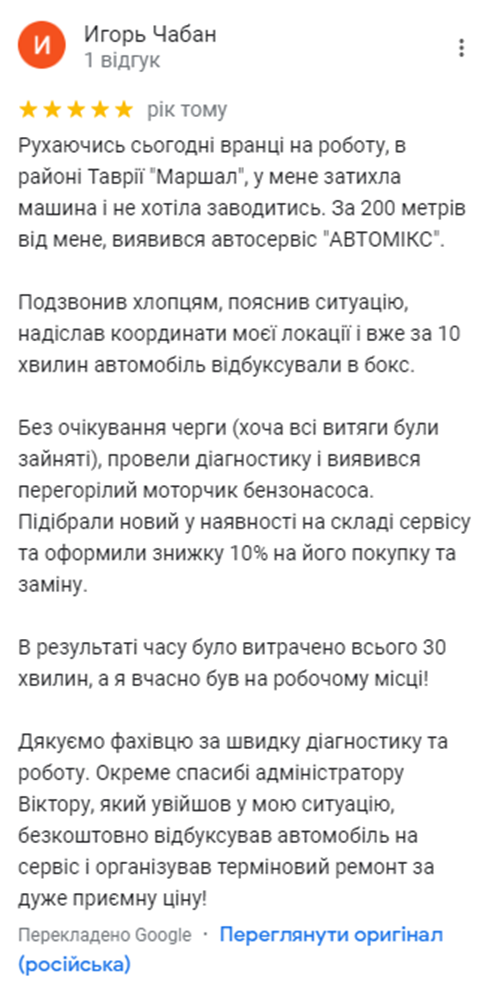 И
Игорь Чабан
1 відгук
рік тому
Рухаючись сьогодні вранці на роботу, в
районі Таврії "Маршал", у мене затихла
машина і не хотіла заводитись. За 200 метрів
від мене, виявився автосервіс "АВТОМІКС".
Подзвонив хлопцям, пояснив ситуацію,
надіслав координати моєї локації і вже за 10
хвилин автомобіль відбуксували в бокс.
Без очікування черги (хоча всі витяги були
зайняті), провели діагностику і виявився
перегорілий моторчик бензонасоса.
Підібрали новий у наявності на складі сервісу
та оформили знижку 10% на його покупку та
заміну.
В результаті часу було витрачено всього 30
хвилин, а я вчасно був на робочому місці!
Дякуємо фахівцю за швидку діагностику та
роботу. Окреме спасибі адміністратору
Віктору, який увійшов у мою ситуацію,
безкоштовно відбуксував автомобіль на
сервіс і організував терміновий ремонт за
дуже приємну ціну!
Перекладено Google · Переглянути оригінал
(російська)